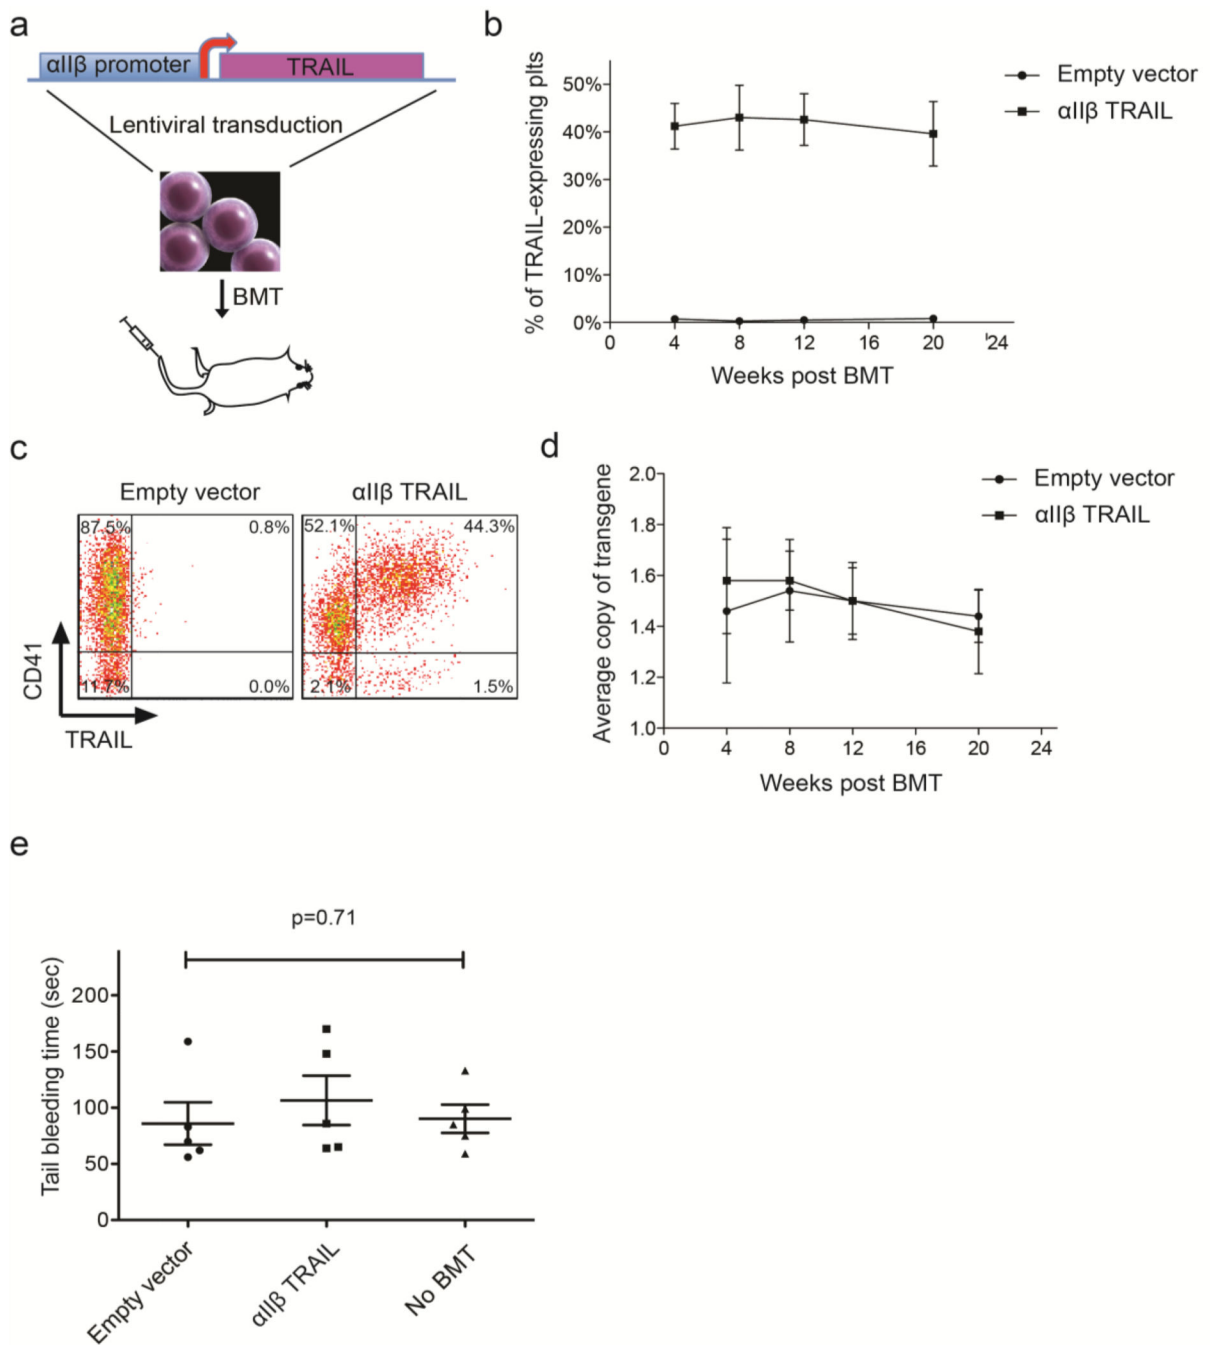 a
αIIβ promoter
TRAIL
Lentiviral transduction
BMT
b
% of TRAIL-expressing plts
50%
40%
30%
20%
10%
0%
0 4 8 12 16 20 '24
Weeks post BMT
Empty vector
αIIβ TRAIL
c
Empty vector
αIIβ TRAIL
87.5% 0.8%
11.7% 0.0%
52.1% 44.3%
2.1% 1.5%
CD41
TRAIL
d
Average copy of transgene
2.0
1.8
1.6
1.4
1.2
1.0
0 4 8 12 16 20 24
Weeks post BMT
Empty vector
αIIβ TRAIL
e
p=0.71
Tail bleeding time (sec)
200
150
100
50
0
Empty vector
αIIβ TRAIL
No BMT